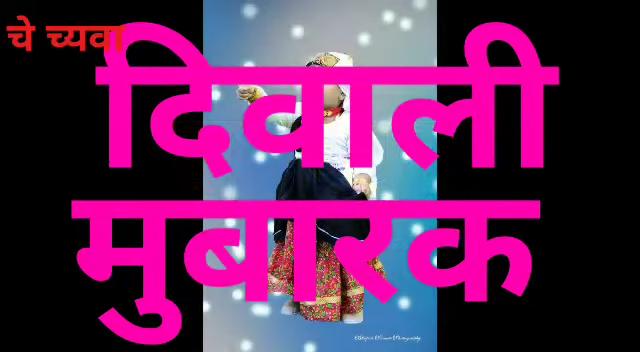 चे च्यवा
दिवाली
मुबारक